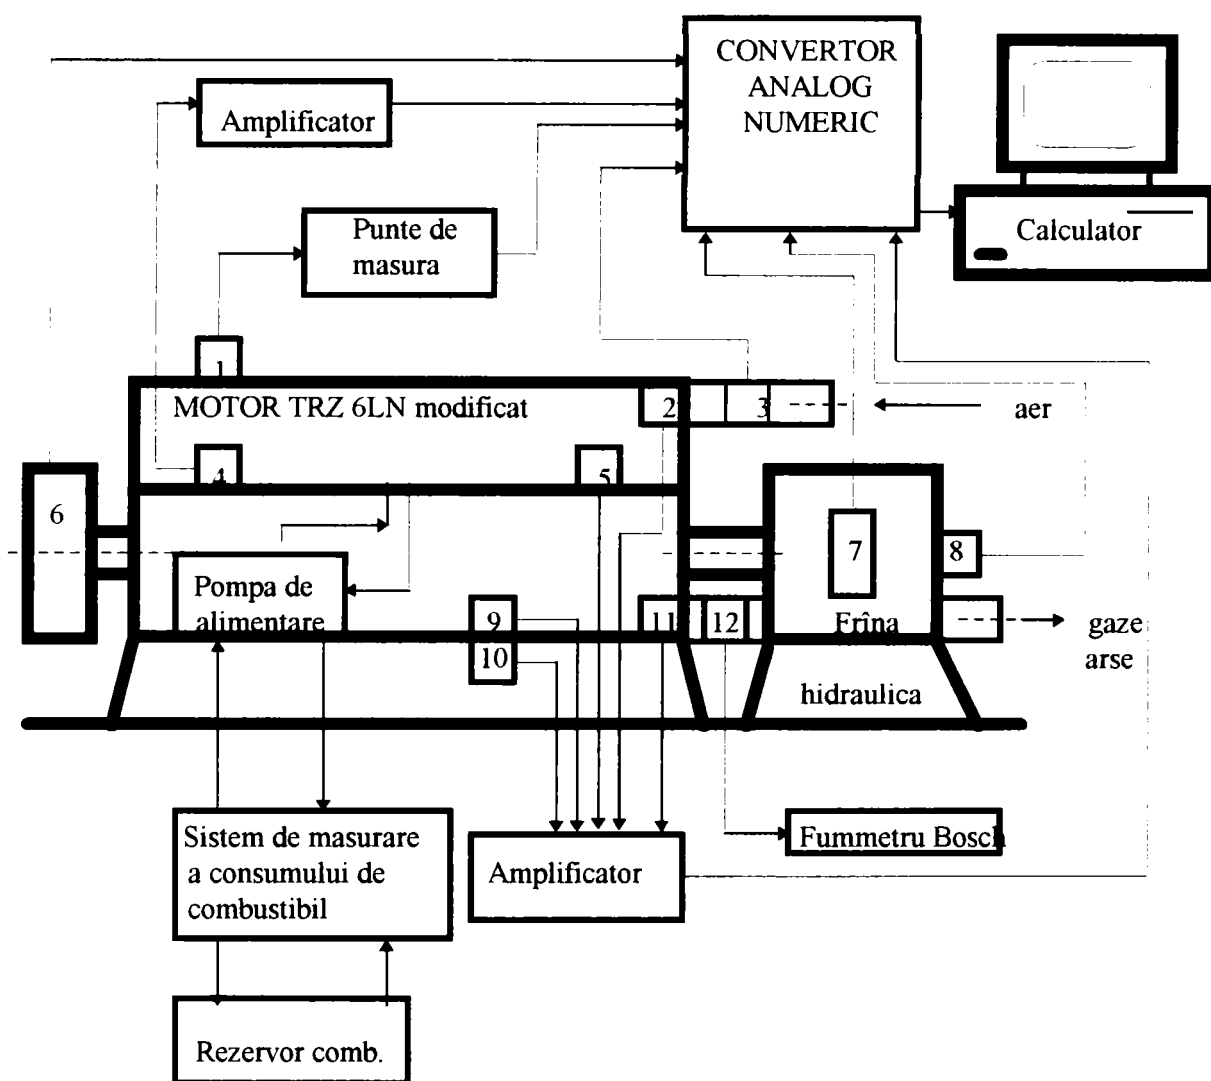 CONVERTOR
ANALOG
NUMERIC
Amplificator
Calculator
Punte de
masura
1
MOTOR TRZ 6LN modificat
2
3
aer
4
5
6
7
8
Pompa de
alimentare
9
10
11
12
Frîna
hidraulica
gaze
arse
Sistem de masurare
a consumului de
combustibil
Amplificator
Fummetru Bosch
Rezervor comb.